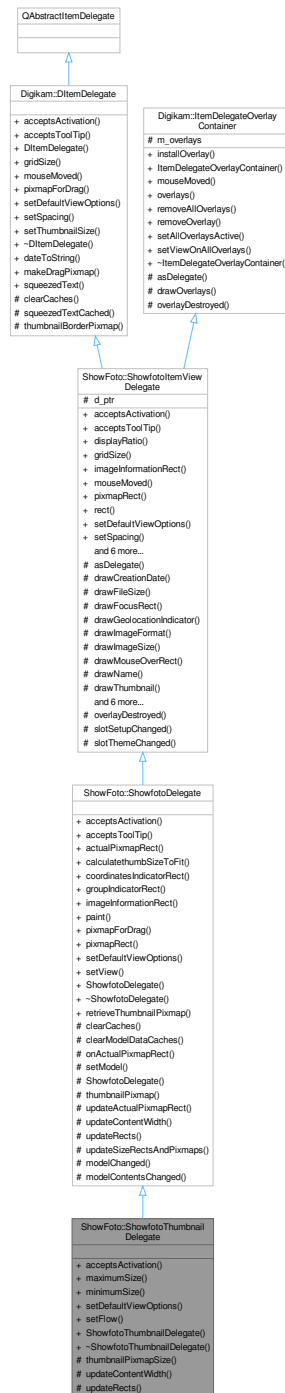 QAbstractItemDelegate
Digikam::DItemDelegate
+ acceptsActivation()
+ acceptsToolTip()
+ DItemDelegate()
+ gridSize()
+ mouseMoved()
+ pixmapForDrag()
+ setDefaultViewOptions()
+ setSpacing()
+ setThumbnailSize()
+ ~DItemDelegate()
+ dateToString()
+ makeDragPixmap()
+ squeezedText()
# clearCaches()
# squeezedTextCached()
# thumbnailBorderPixmap()
Digikam::ItemDelegateOverlay
Container
# m_overlays
+ installOverlay()
+ ItemDelegateOverlayContainer()
+ mouseMoved()
+ overlays()
+ removeAllOverlays()
+ removeOverlay()
+ setAllOverlaysActive()
+ setViewOnAllOverlays()
+ ~ItemDelegateOverlayContainer(
# asDelegate()
# drawOverlays()
# overlayDestroyed()
ShowFoto::ShowfotoItemView
Delegate
# d_ptr
+ acceptsActivation()
+ acceptsToolTip()
+ displayRatio()
+ gridSize()
+ imageInformationRect()
+ mouseMoved()
+ pixmapRect()
+ rect()
+ setDefaultViewOptions()
+ setSpacing()
and 6 more...
# asDelegate()
# drawCreationDate()
# drawFileSize()
# drawFocusRect()
# drawGeolocationIndicator()
# drawImageFormat()
# drawImageSize()
# drawMouseOverRect()
# drawName()
# drawThumbnail()
and 6 more...
# overlayDestroyed()
# slotSetupChanged()
# slotThemeChanged()
ShowFoto::ShowfotoDelegate
+ acceptsActivation()
+ acceptsToolTip()
+ actualPixmapRect()
+ calculatethumbSizeToFit()
+ coordinatesIndicatorRect()
+ groupIndicatorRect()
+ imageInformationRect()
+ paint()
+ pixmapForDrag()
+ pixmapRect()
+ setDefaultViewOptions()
+ setView()
+ ShowfotoDelegate()
+ ~ShowfotoDelegate()
+ retrieveThumbnailPixmap()
# clearCaches()
# clearModelDataCaches()
# onActualPixmapRect()
# setModel()
# ShowfotoDelegate()
# thumbnailPixmap()
# updateActualPixmapRect()
# updateContentWidth()
# updateRects()
# updateSizeRectsAndPixmaps()
# modelChanged()
# modelContentsChanged()
ShowFoto::ShowfotoThumbnail
Delegate
+ acceptsActivation()
+ maximumSize()
+ minimumSize()
+ setDefaultViewOptions()
+ setFlow()
+ ShowfotoThumbnailDelegate()
+ ~ShowfotoThumbnailDelegate()
# thumbnailPixmapSize()
# updateContentWidth()
# updateRects()